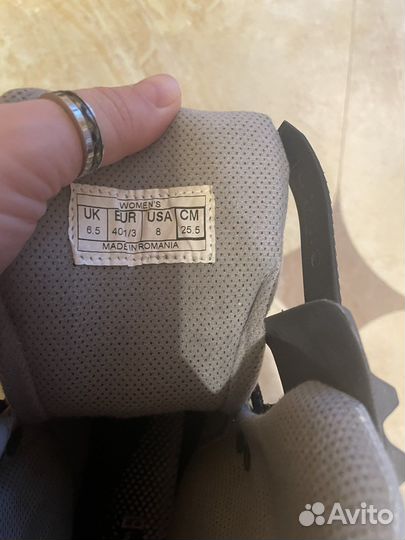 WOMEN'S
UK EUR USA CM
6.5 40 1/3 8 25.5
MADE IN ROMANIA
Avito